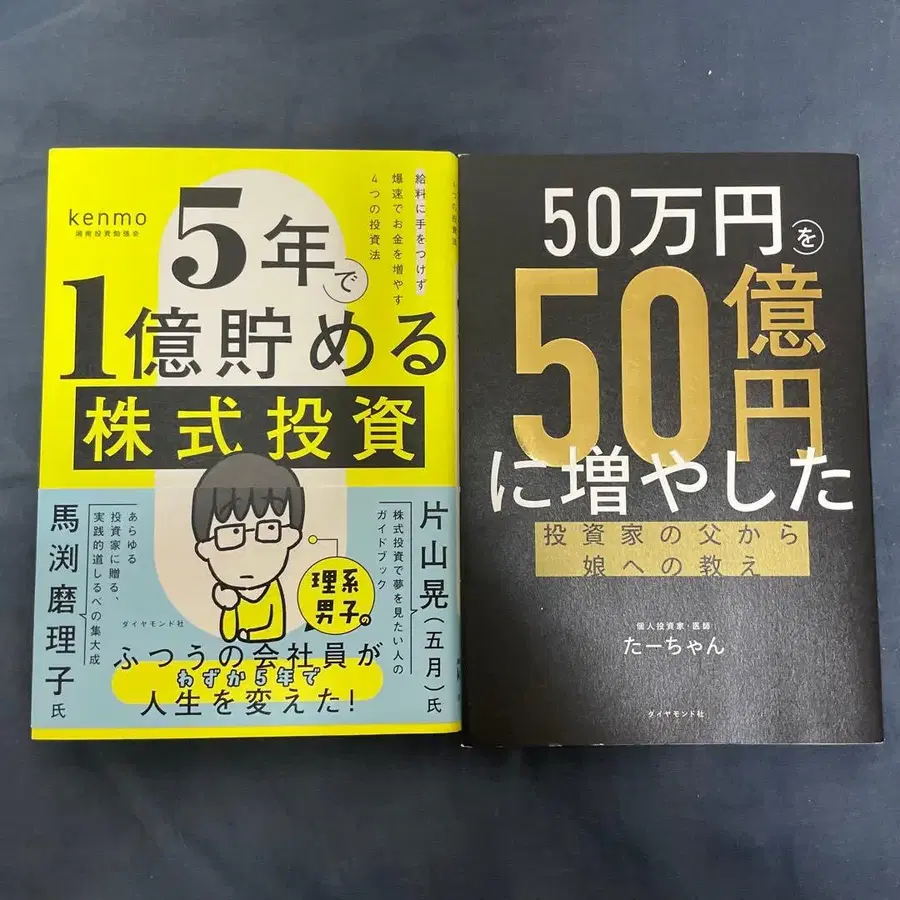 kenmo
湘南投資勉強会
給料に手をつけず
爆速でお金を増やす
4つの投資法
5年で
1億貯める
株式投資
片山晃(五月)氏
株式投資で夢を見たい人の
ガイドブック
あらゆる
投資家に贈る、
実践的道しるべの集大成
馬渕磨理子氏
理系
男子の
ダイヤモンド社
ふつうの会社員が
わずか5年で
人生を変えた!
50万円を
50億円
に増やした
投資家の父から
娘への教え
個人投資家・医師
たーちゃん
ダイヤモンド社